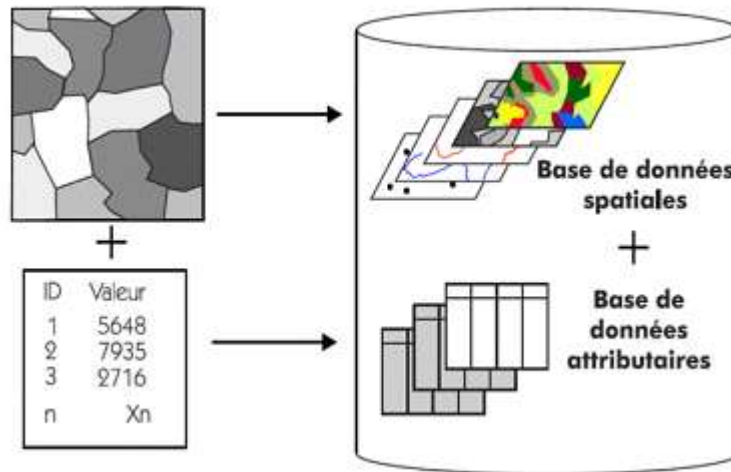 Base de données
spatiales
+
+
ID Valeur
1 5648
2 7935
3 2716
n Xn
Base de
données
attributaires